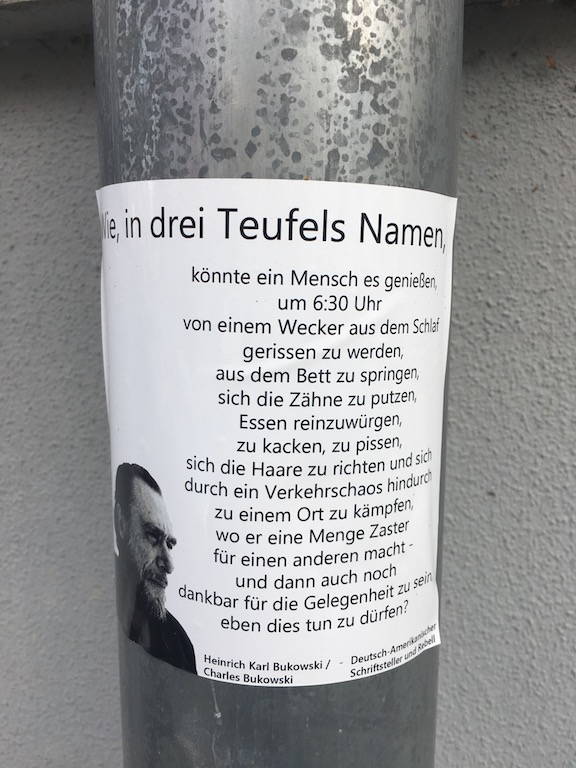 Wie, in drei Teufels Namen,
könnte ein Mensch es genießen,
um 6:30 Uhr
von einem Wecker aus dem Schlaf
gerissen zu werden,
aus dem Bett zu springen,
sich die Zähne zu putzen,
Essen reinzuwürgen,
zu kacken, zu pissen,
sich die Haare zu richten und sich
durch ein Verkehrschaos hindurch
zu einem Ort zu kämpfen,
wo er eine Menge Zaster
für einen anderen macht -
und dann auch noch
dankbar für die Gelegenheit zu sein,
eben dies tun zu dürfen?
Heinrich Karl Bukowski / - Deutsch-Amerikanischer
Charles Bukowski Schriftsteller und Rebell